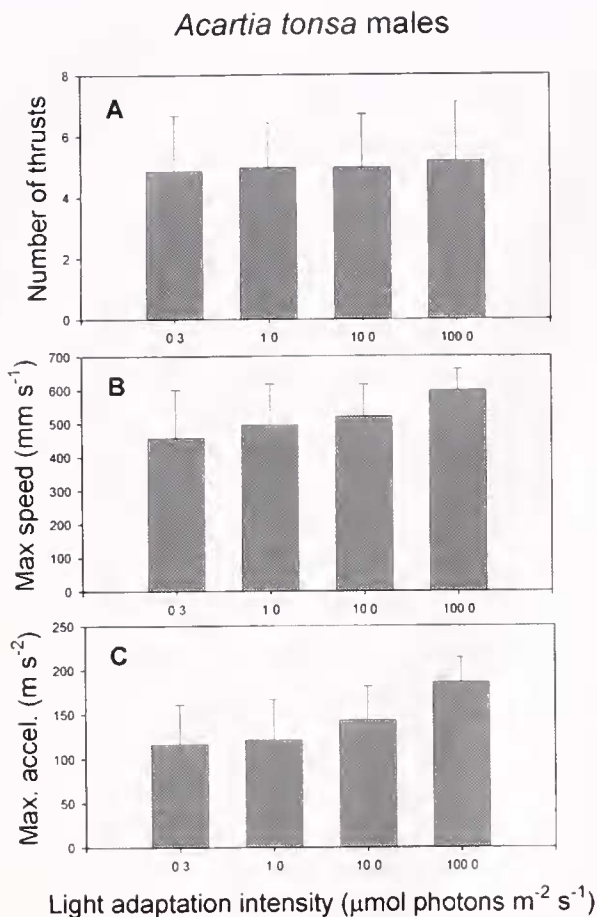 Acartia tonsa males
A
Number of thrusts
8
6
4
2
0
0.3 1.0 10.0 100.0
B
Max speed (mm s⁻¹)
700
600
500
400
300
200
100
0
0.3 1.0 10.0 100.0
C
Max. accel. (m s⁻²)
250
200
150
100
50
0
0.3 1.0 10.0 100.0
Light adaptation intensity (μmol photons m⁻² s⁻¹)